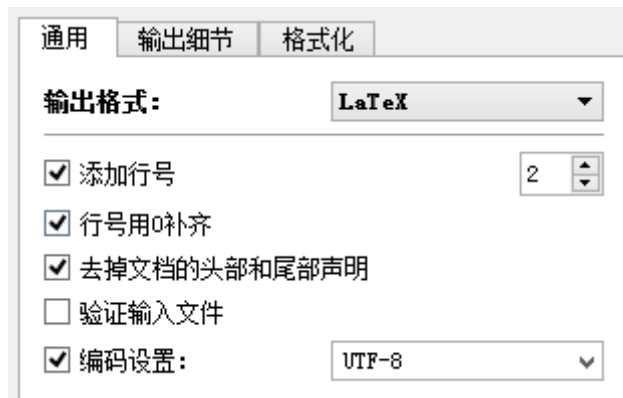 通用 输出细节 格式化
输出格式: LaTeX
添加行号 2
行号用0补齐
去掉文档的头部和尾部声明
验证输入文件
编码设置: UTF-8